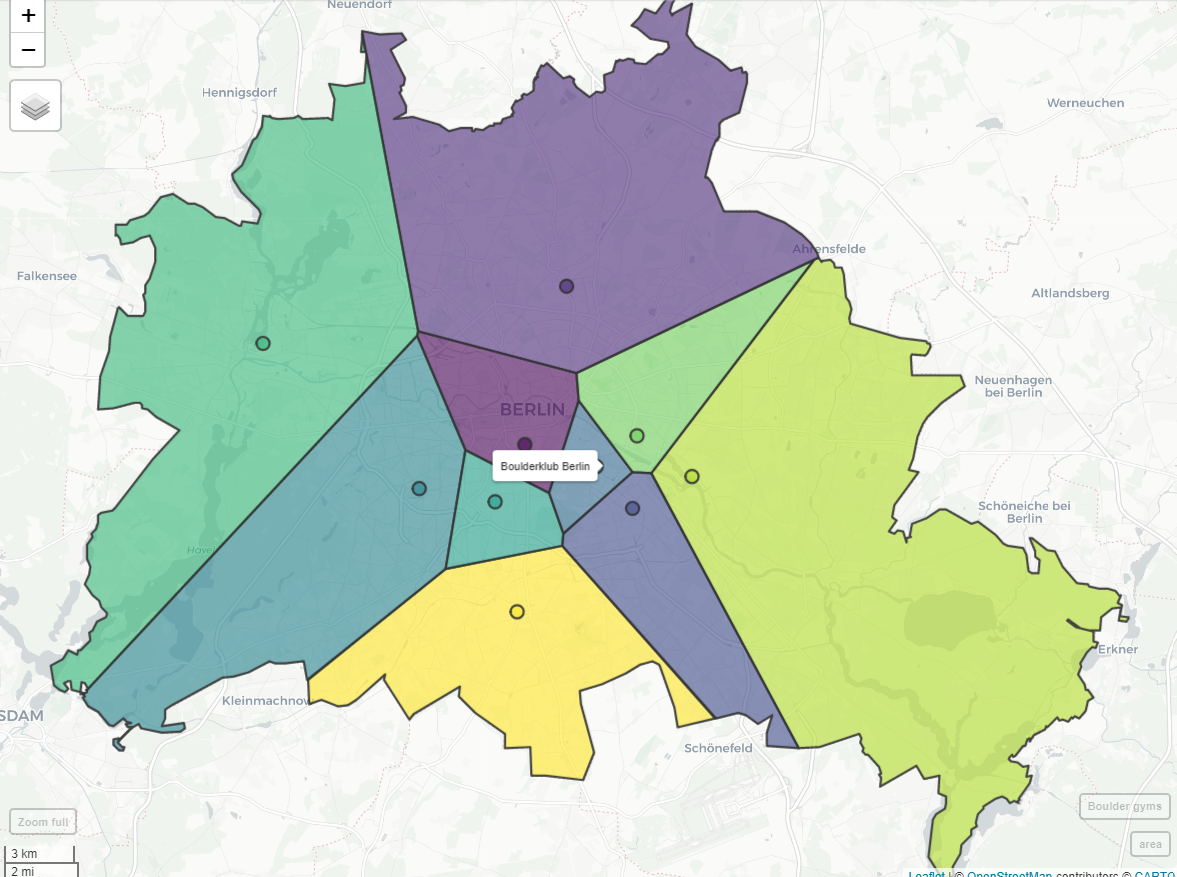 Neuendorf
+
−
Hennigsdorf
Werneuchen
Ahrensfelde
Falkensee
Altlandsberg
Neuenhagen
bei Berlin
BERLIN
Boulderklub Berlin
Schöneiche bei
Berlin
Havel
Erkner
Kleinmachnow
SDAM
Schönefeld
Boulder gyms
Zoom full
area
3 km
2 mi
Leaflet | © OpenStreetMap contributors © CARTO